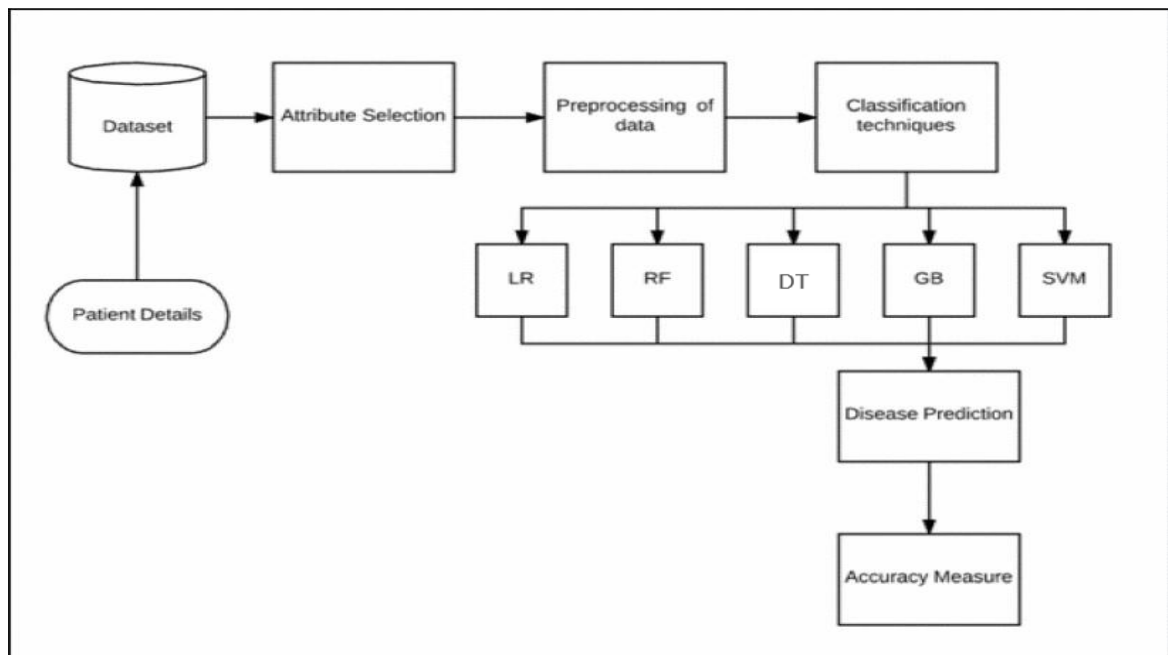 Dataset
Attribute Selection
Preprocessing of
data
Classification
techniques
LR
RF
DT
GB
SVM
Patient Details
Disease Prediction
Accuracy Measure